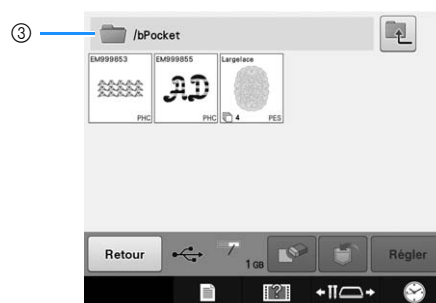 ③
/bPocket
EM999853
EM999855
Largelace
PHC
PHC
4
PES
Retour
1 GB
Régler